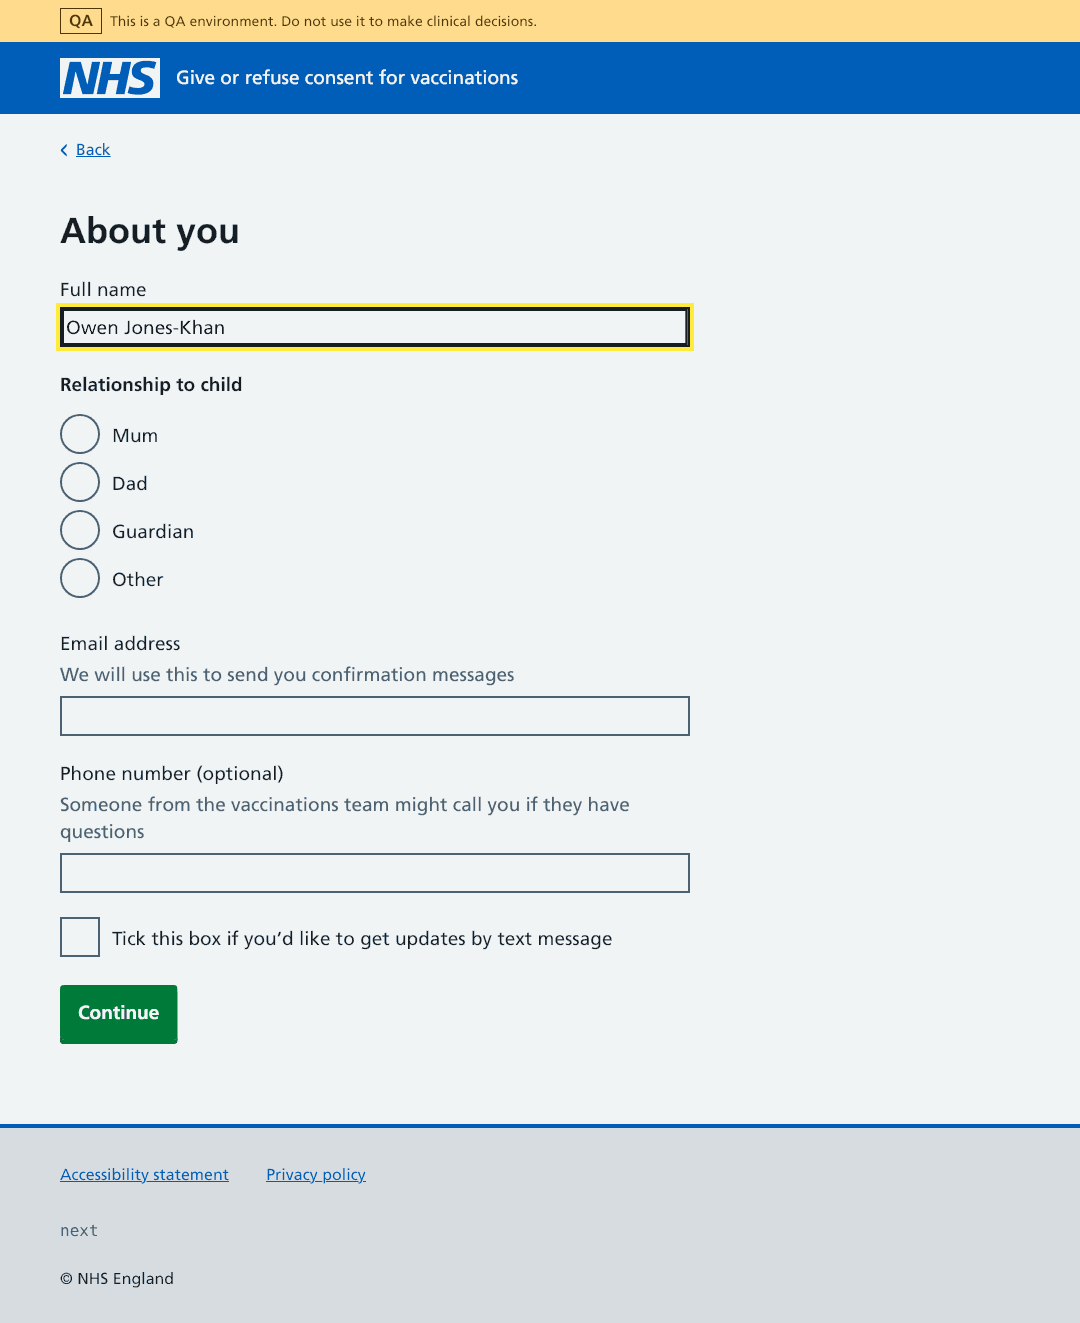 QA This is a QA environment. Do not use it to make clinical decisions.
NHS Give or refuse consent for vaccinations
Back
About you
Full name
Owen Jones-Khan
Relationship to child
Mum
Dad
Guardian
Other
Email address
We will use this to send you confirmation messages
Phone number (optional)
Someone from the vaccinations team might call you if they have
questions
Tick this box if you’d like to get updates by text message
Continue
Accessibility statement Privacy policy
next
© NHS England